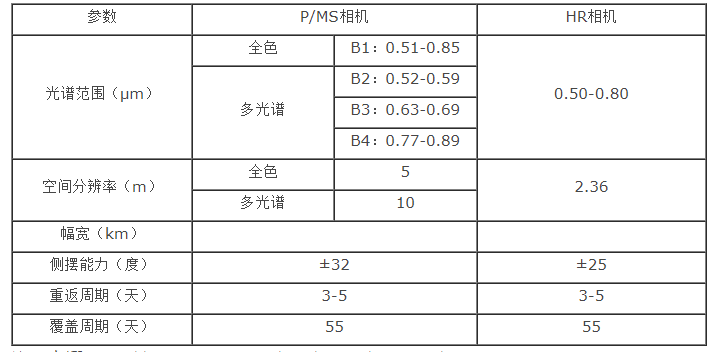 参数 P/MS相机 HR相机
光谱范围（μm） 全色 B1：0.51-0.85 0.50-0.80
多光谱 B2：0.52-0.59
B3：0.63-0.69
B4：0.77-0.89
空间分辨率（m） 全色 5 2.36
多光谱 10
幅宽（km）
侧摆能力（度） ±32 ±25
重返周期（天） 3-5 3-5
覆盖周期（天） 55 55